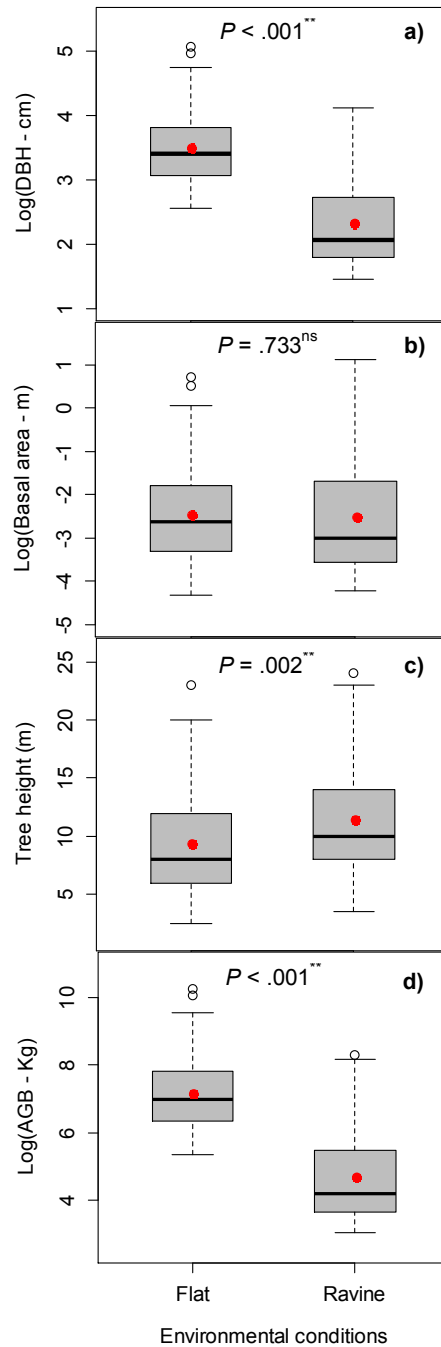 P < .001** a)
Log(DBH - cm)
5
4
3
2
1
P = .733ns b)
Log(Basal area - m)
1
0
-1
-2
-3
-4
-5
P = .002** c)
Tree height (m)
25
20
15
10
5
P < .001** d)
Log(AGB - Kg)
10
8
6
4
Flat Ravine
Environmental conditions